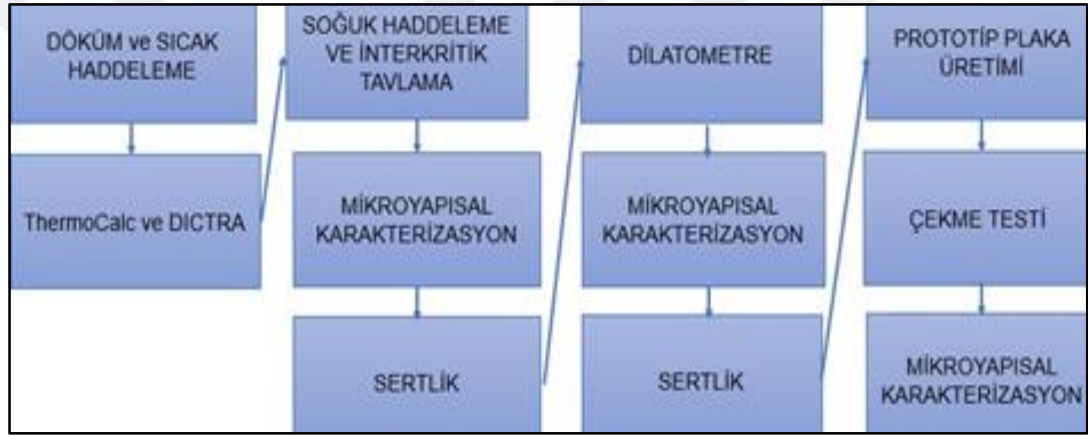 DÖKÜM ve SICAK
HADDELEME
ThermoCalc ve DICTRA
SOĞUK HADDELEME
VE İNTERKRİTİK
TAVLAMA
MİKROYAPISAL
KARAKTERİZASYON
SERTLİK
DİLATOMETRE
MİKROYAPISAL
KARAKTERİZASYON
SERTLİK
PROTOTİP PLAKA
ÜRETİMİ
ÇEKME TESTİ
MİKROYAPISAL
KARAKTERİZASYON